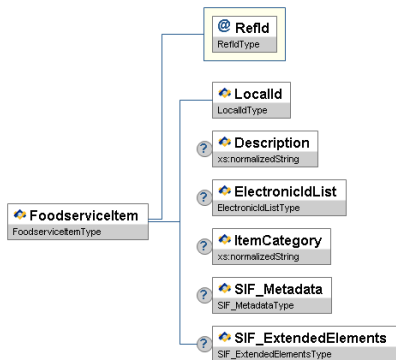 @ RefId
RefIdType
LocalId
LocalIdType
? Description
xs:normalizedString
? ElectronicIdList
ElectronicIdListType
FoodserviceItem
FoodserviceItemType
? ItemCategory
xs:normalizedString
? SIF_Metadata
SIF_MetadataType
? SIF_ExtendedElements
SIF_ExtendedElementsType